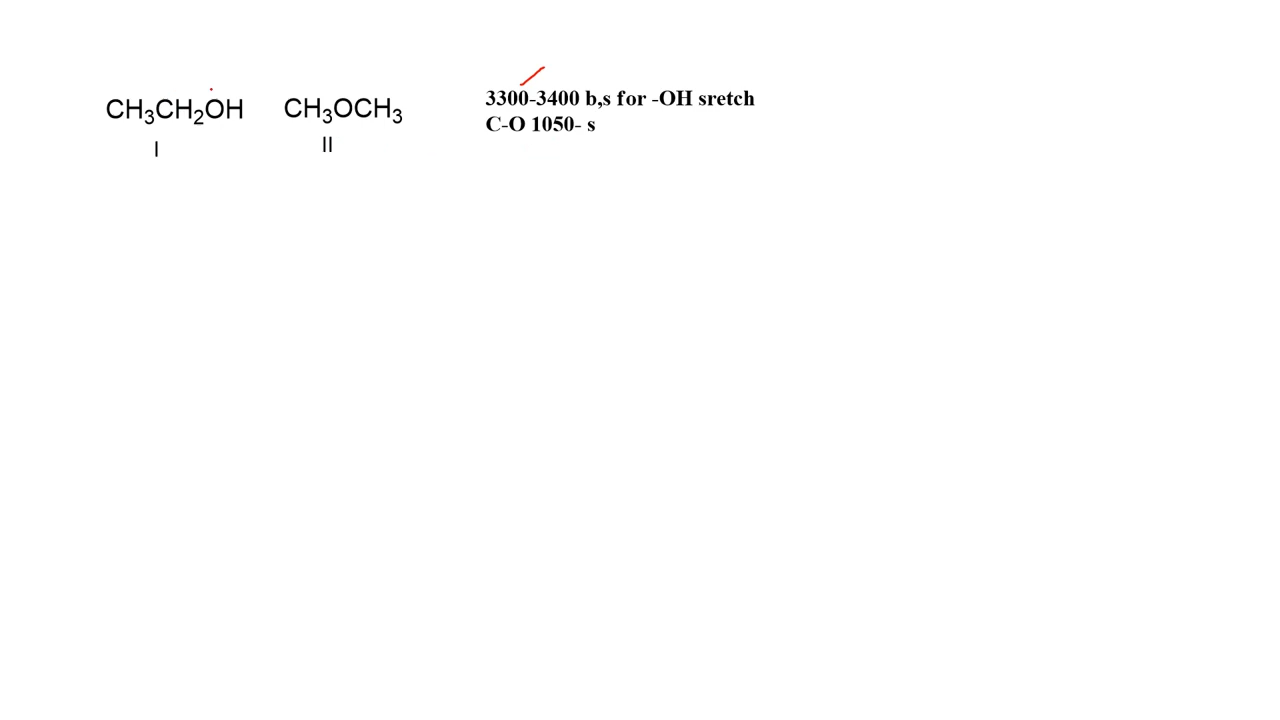 CH₃CH₂OH CH₃OCH₃ 3300-3400 b,s for -OH sretch
C-O 1050- s
I II